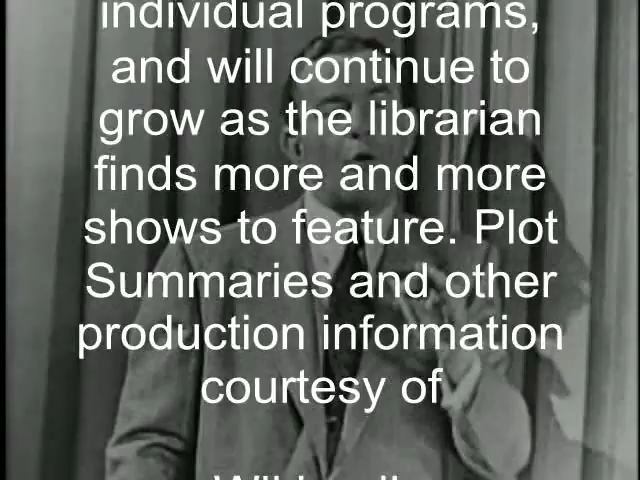 individual programs,
and will continue to
grow as the librarian
finds more and more
shows to feature. Plot
Summaries and other
production information
courtesy of